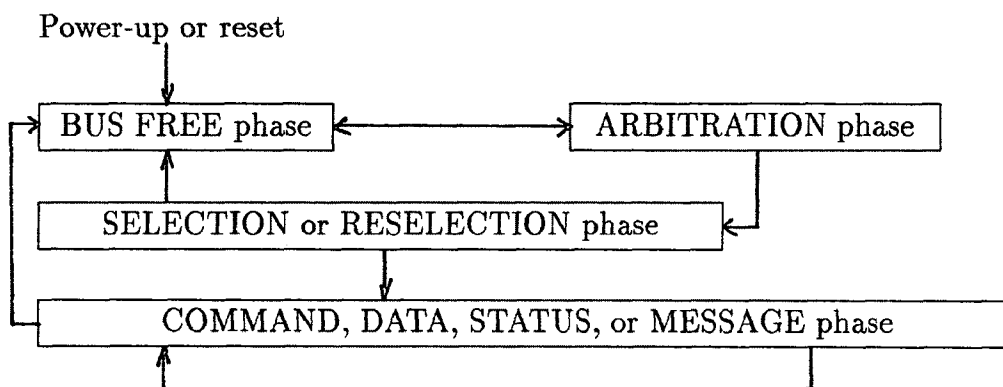 Power-up or reset
BUS FREE phase
ARBITRATION phase
SELECTION or RESELECTION phase
COMMAND, DATA, STATUS, or MESSAGE phase